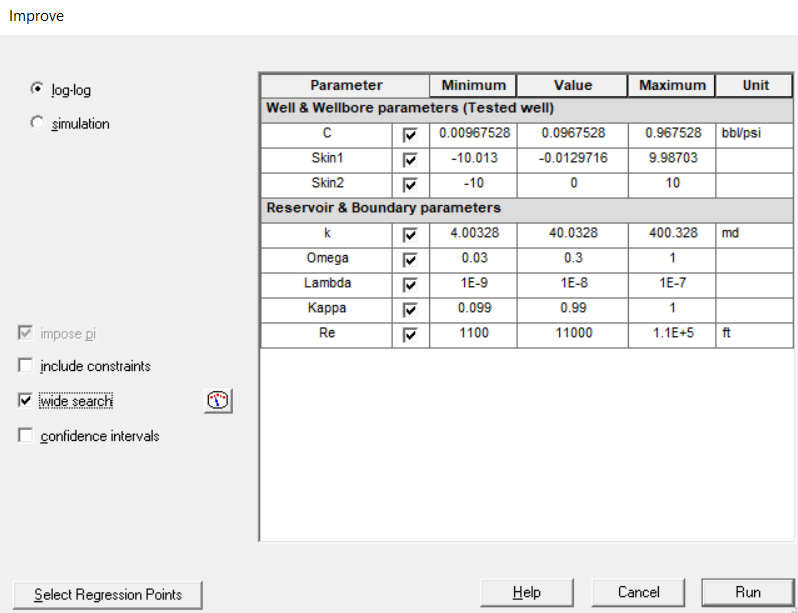 Improve
log-log
simulation
impose pi
include constraints
wide search
confidence intervals
Parameter Minimum Value Maximum Unit
Well & Wellbore parameters (Tested well)
C 0.00967528 0.0967528 0.967528 bbl/psi
Skin1 -10.013 -0.0129716 9.98703
Skin2 -10 0 10
Reservoir & Boundary parameters
k 4.00328 40.0328 400.328 md
Omega 0.03 0.3 1
Lambda 1E-9 1E-8 1E-7
Kappa 0.099 0.99 1
Re 1100 11000 1.1E+5 ft
Select Regression Points Help Cancel Run